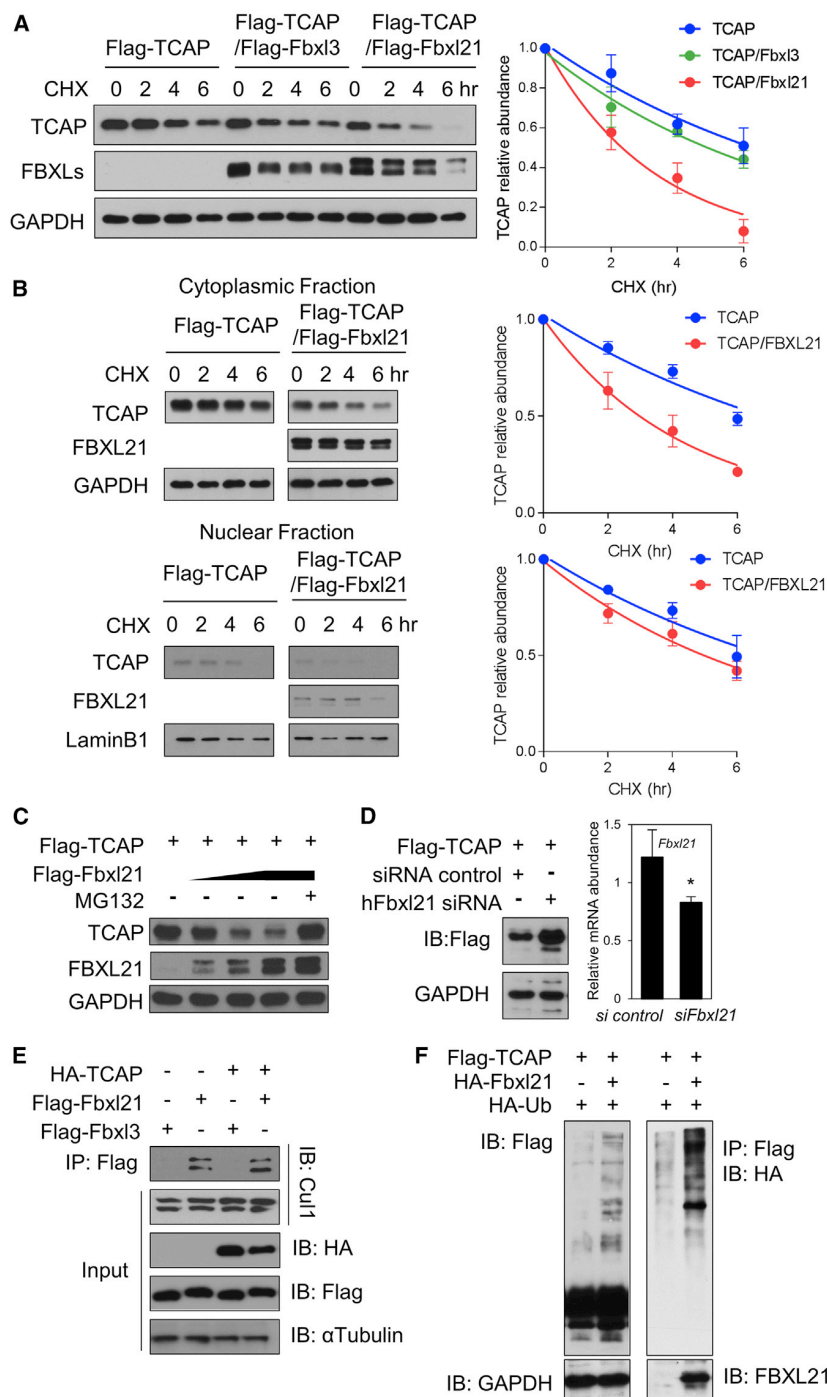 A
Flag-TCAP
Flag-TCAP
/Flag-Fbxl3
Flag-TCAP
/Flag-Fbxl21
CHX 0 2 4 6 0 2 4 6 0 2 4 6 hr
TCAP
FBXLs
GAPDH
TCAP
TCAP/Fbxl3
TCAP/Fbxl21
TCAP relative abundance
1.0
0.8
0.6
0.4
0.2
0
0 2 4 6
CHX (hr)
B
Cytoplasmic Fraction
Flag-TCAP
Flag-TCAP
/Flag-Fbxl21
CHX 0 2 4 6 0 2 4 6 hr
TCAP
FBXL21
GAPDH
TCAP
TCAP/FBXL21
TCAP relative abundance
1.0
0.5
0.0
0 2 4 6
CHX (hr)
Nuclear Fraction
Flag-TCAP
Flag-TCAP
/Flag-Fbxl21
CHX 0 2 4 6 0 2 4 6 hr
TCAP
FBXL21
LaminB1
TCAP
TCAP/FBXL21
TCAP relative abundance
1.0
0.5
0.0
0 2 4 6
CHX (hr)
C
Flag-TCAP + + + + +
Flag-Fbxl21
MG132 - - - - +
TCAP
FBXL21
GAPDH
D
Flag-TCAP + +
siRNA control + -
hFbxl21 siRNA - +
IB:Flag
GAPDH
Relative mRNA abundance
1.5
1
0.5
0
Fbxl21
*
si control siFbxl21
E
HA-TCAP - - + +
Flag-Fbxl21 - + - +
Flag-Fbxl3 + - + -
IP: Flag
IB: Cul1
Input
IB: HA
IB: Flag
IB: αTubulin
F
Flag-TCAP + + + +
HA-Fbxl21 - + - +
HA-Ub + + + +
IB: Flag
IP: Flag
IB: HA
IB: GAPDH
IB: FBXL21